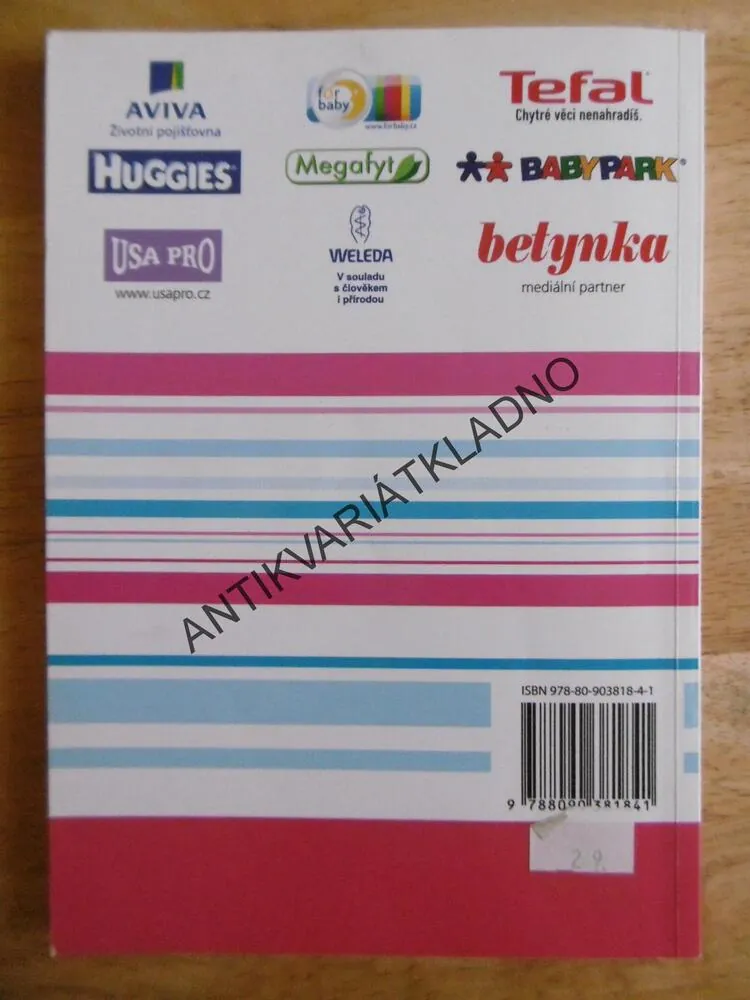 AVIVA
Životní pojišťovna
for
baby
www.forbaby.cz
Tefal
Chytré věci nenahradíš.
HUGGIES
Megafyt
BABYPARK
USA PRO
www.usapro.cz
WELEDA
V souladu
s člověkem
i přírodou
betynka
mediální partner
ANTIKVARIÁTKLADNO
ISBN 978-80-903818-4-1
9 788090 381841
29